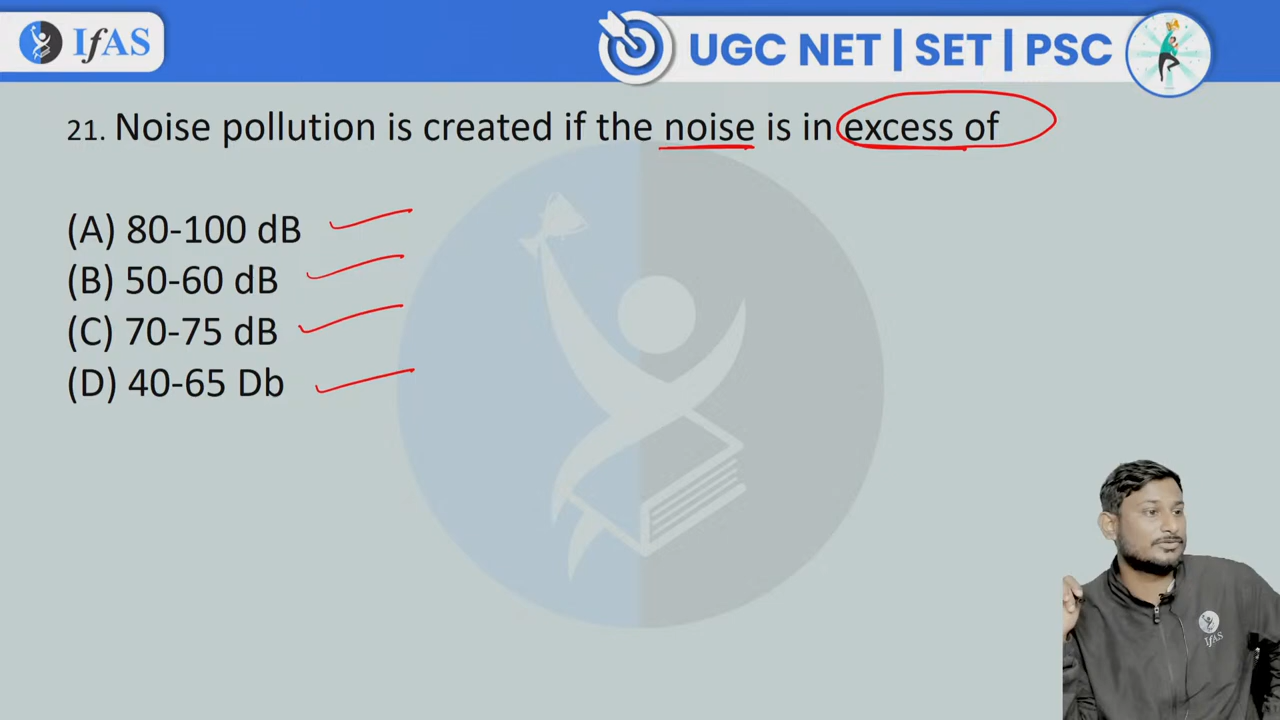 IfAS
UGC NET | SET | PSC
21. Noise pollution is created if the noise is in excess of
(A) 80-100 dB
(B) 50-60 dB
(C) 70-75 dB
(D) 40-65 Db
IfAS